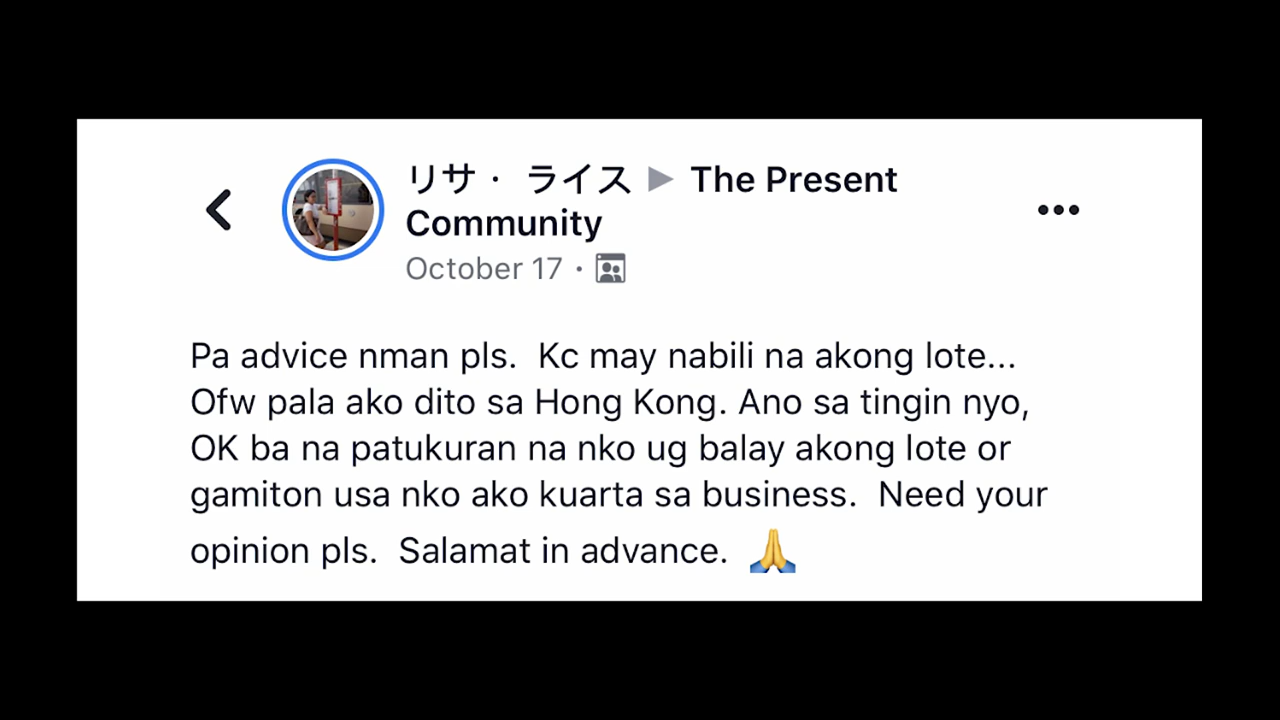 リサ · ライス ▶ The Present
Community
October 17 ·
Pa advice nman pls. Kc may nabili na akong lote...
Ofw pala ako dito sa Hong Kong. Ano sa tingin nyo,
OK ba na patukuran na nko ug balay akong lote or
gamiton usa nko ako kuarta sa business. Need your
opinion pls. Salamat in advance. 🙏